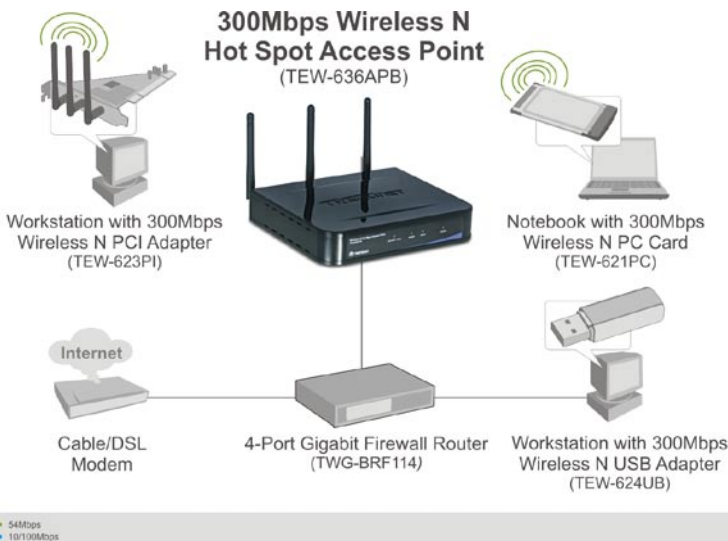 300Mbps Wireless N
Hot Spot Access Point
(TEW-636APB)
Workstation with 300Mbps
Wireless N PCI Adapter
(TEW-623PI)
TRENDNET
Notebook with 300Mbps
Wireless N PC Card
(TEW-621PC)
Internet
Cable/DSL
Modem
4-Port Gigabit Firewall Router
(TWG-BRF114)
Workstation with 300Mbps
Wireless N USB Adapter
(TEW-624UB)
54Mbps
10/100Mbps